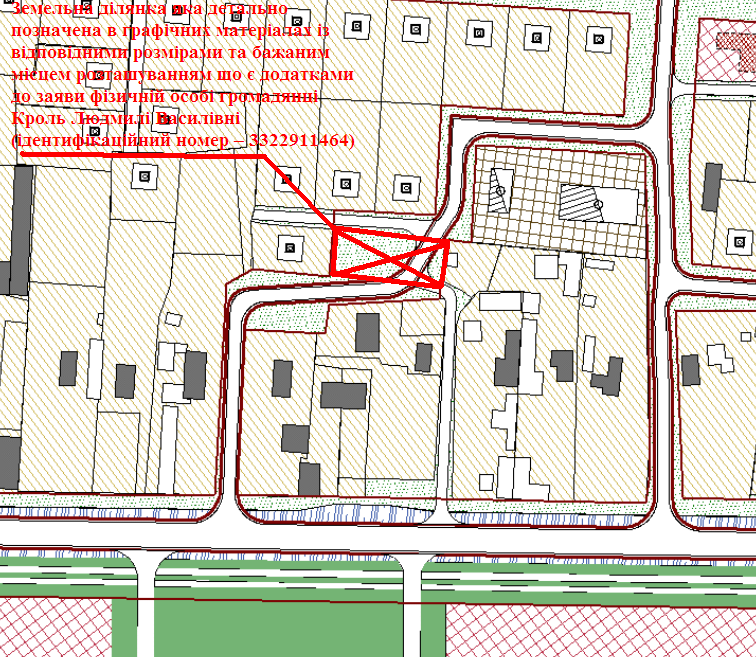 Земельна ділянка яка детально
позначена в графічних матеріалах із
відповідними розмірами та бажаним
місцем розташуванням що є додатками
до заяви фізичній особі громадянці
Кроль Людмилі Василівні
(ідентифікаційний номер – 3322911464)